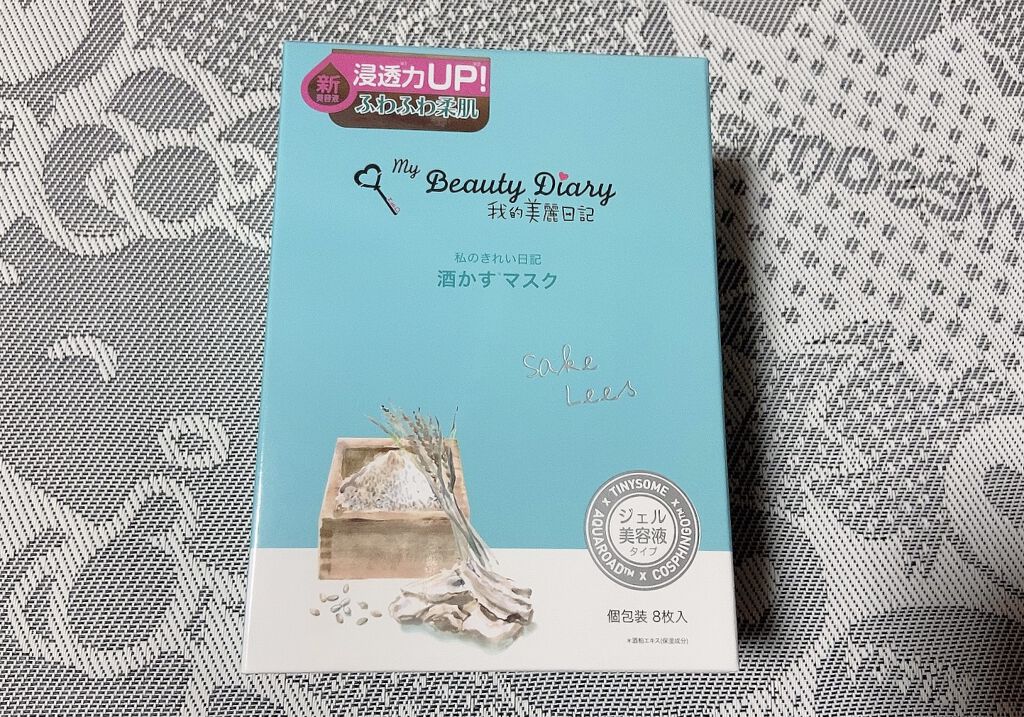 新
美容液
浸透力UP!
ふわふわ柔肌
My
Beauty Diary
我的美麗日記
私のきれい日記
酒かす*マスク
Sake
Lees
TINYSOME
ジェル
美容液
タイプ
AQUAROAD™ x COSPHINGOX™
個包装 8枚入
*酒粕エキス(保湿成分)